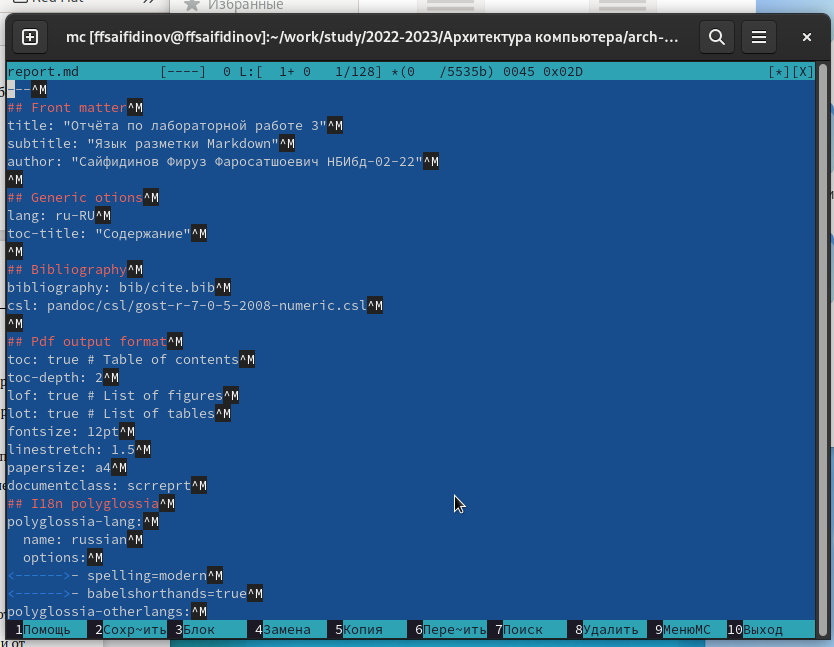 Избранные
mc [ffsaifidinov@ffsaifidinov]:~/work/study/2022-2023/Архитектура компьютера/arch-...
report.md [----] 0 L:[ 1+ 0 1/128] *(0 /5535b) 0045 0x02D [*][X]
---^M
## Front matter^M
title: "Отчёта по лабораторной работе 3"^M
subtitle: "Язык разметки Markdown"^M
author: "Сайфидинов Фируз Фаросатшоевич НБИбд-02-22"^M
^M
## Generic otions^M
lang: ru-RU^M
toc-title: "Содержание"^M
^M
## Bibliography^M
bibliography: bib/cite.bib^M
csl: pandoc/csl/gost-r-7-0-5-2008-numeric.csl^M
^M
## Pdf output format^M
toc: true # Table of contents^M
toc-depth: 2^M
lof: true # List of figures^M
lot: true # List of tables^M
fontsize: 12pt^M
linestretch: 1.5^M
papersize: a4^M
documentclass: scrreprt^M
## I18n polyglossia^M
polyglossia-lang:^M
  name: russian^M
  options:^M
<------>- spelling=modern^M
<------>- babelshorthands=true^M
polyglossia-otherlangs:^M
1Помощь 2Сохр~ить 3Блок 4Замена 5Копия 6Пере~ить 7Поиск 8Удалить 9МенюMC 10Выход